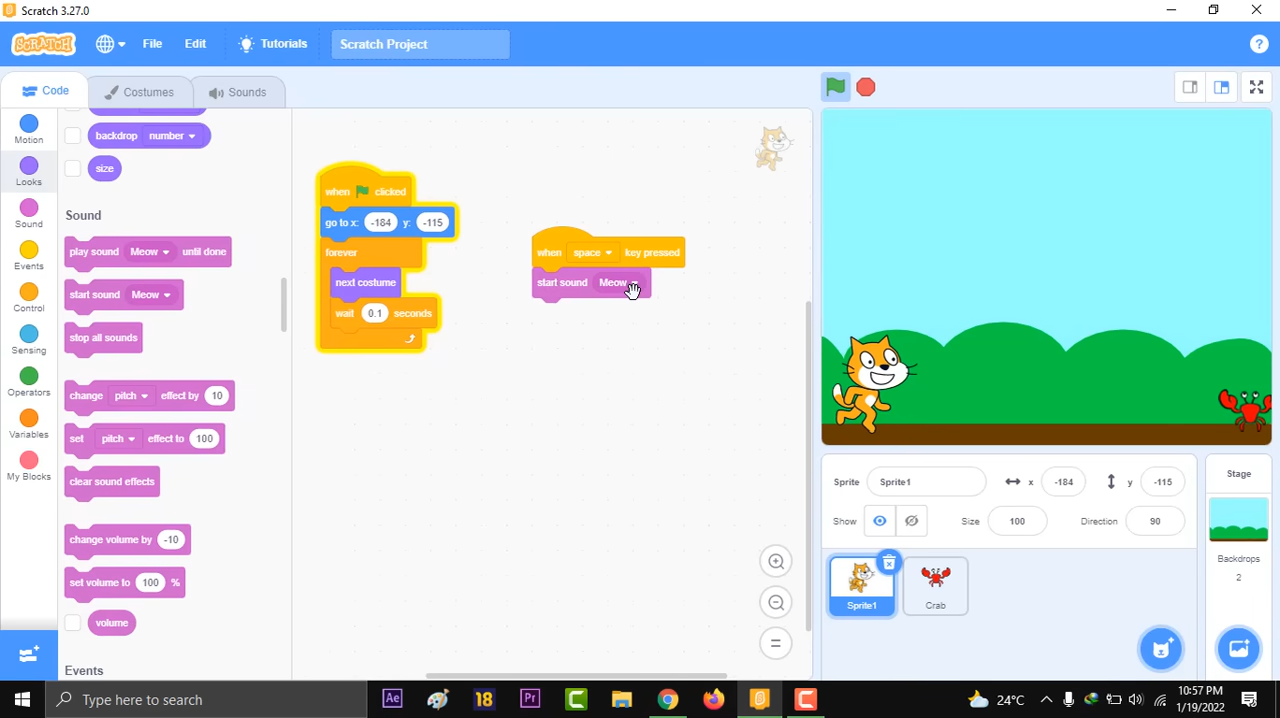 Scratch 3.27.0
SCRATCH File Edit Tutorials Scratch Project ?
Code Costumes Sounds
Motion
Looks
Sound
Events
Control
Sensing
Operators
Variables
My Blocks
backdrop number
size
Sound
play sound Meow until done
start sound Meow
stop all sounds
change pitch effect by 10
set pitch effect to 100
clear sound effects
change volume by -10
set volume to 100 %
volume
Events
when clicked
go to x: -184 y: -115
forever
next costume
wait 0.1 seconds
when space key pressed
start sound Meow
Sprite Sprite1 x -184 y -115
Show Size 100 Direction 90
Sprite1
Crab
Stage
Backdrops
2
Type here to search
Ae
18
Pr
24°C
10:57 PM
1/19/2022